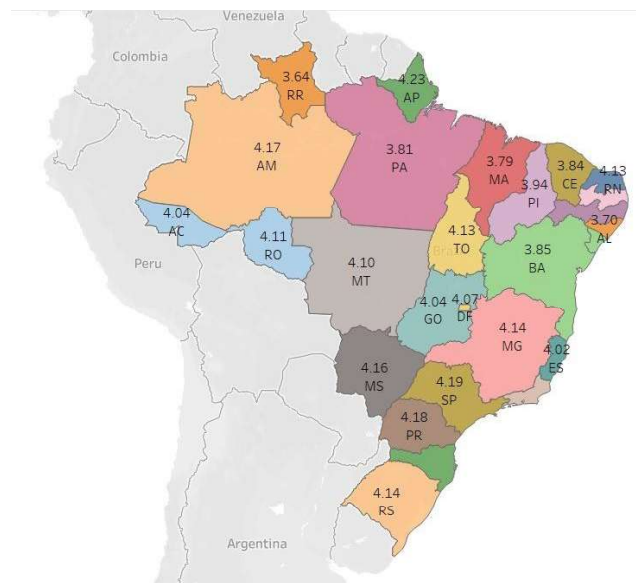 Venezuela
Colombia
3.64
RR
4.23
AP
4.17
AM
3.81
PA
3.79
MA
3.94
PI
3.84
CE
4.13
RN
4.04
AC
4.11
RO
4.13
TO
3.70
AL
Peru
4.10
MT
3.85
BA
4.04
GO
4.07
DF
4.14
MG
4.02
ES
4.16
MS
4.19
SP
4.18
PR
4.14
RS
Argentina